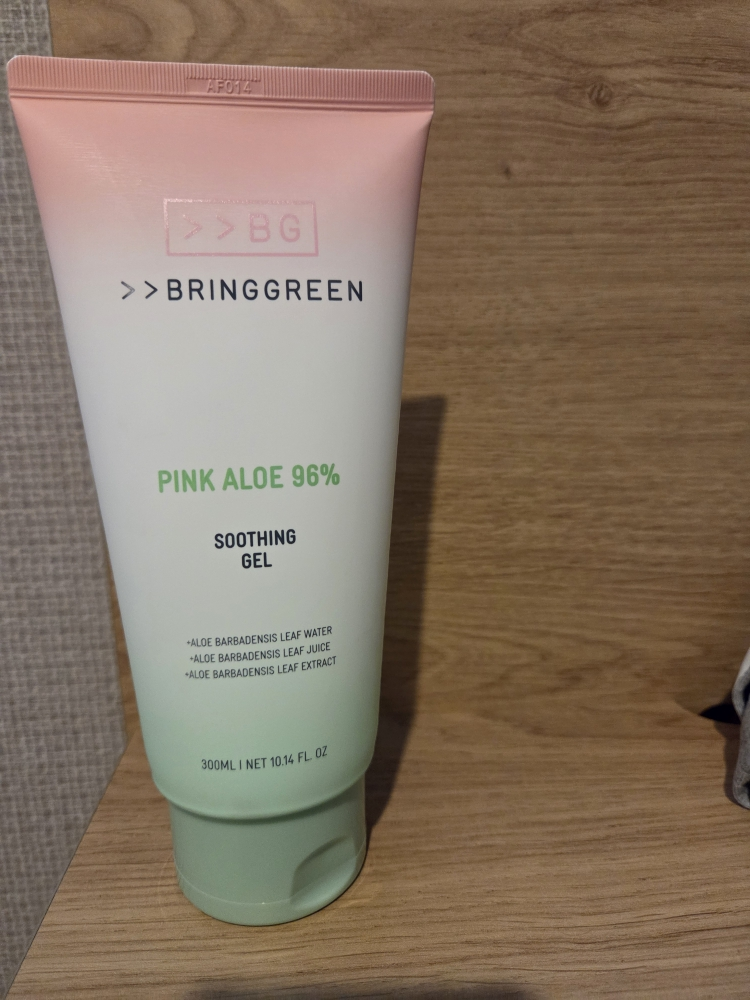 AF014
>>BG
>>BRINGGREEN
PINK ALOE 96%
SOOTHING
GEL
+ALOE BARBADENSIS LEAF WATER
+ALOE BARBADENSIS LEAF JUICE
+ALOE BARBADENSIS LEAF EXTRACT
300ML | NET 10.14 FL. OZ